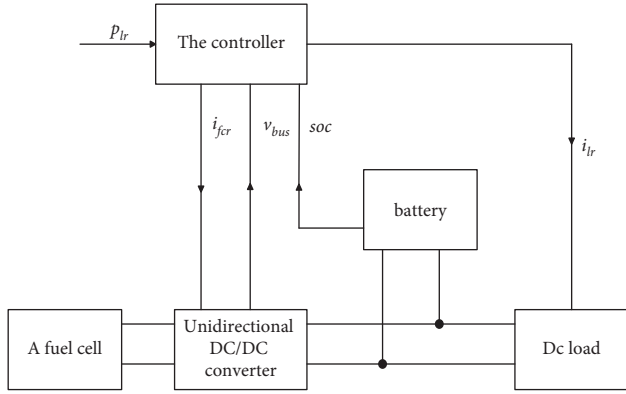 p_lr
The controller
i_fcr
v_bus
soc
i_lr
battery
A fuel cell
Unidirectional
DC/DC
converter
Dc load